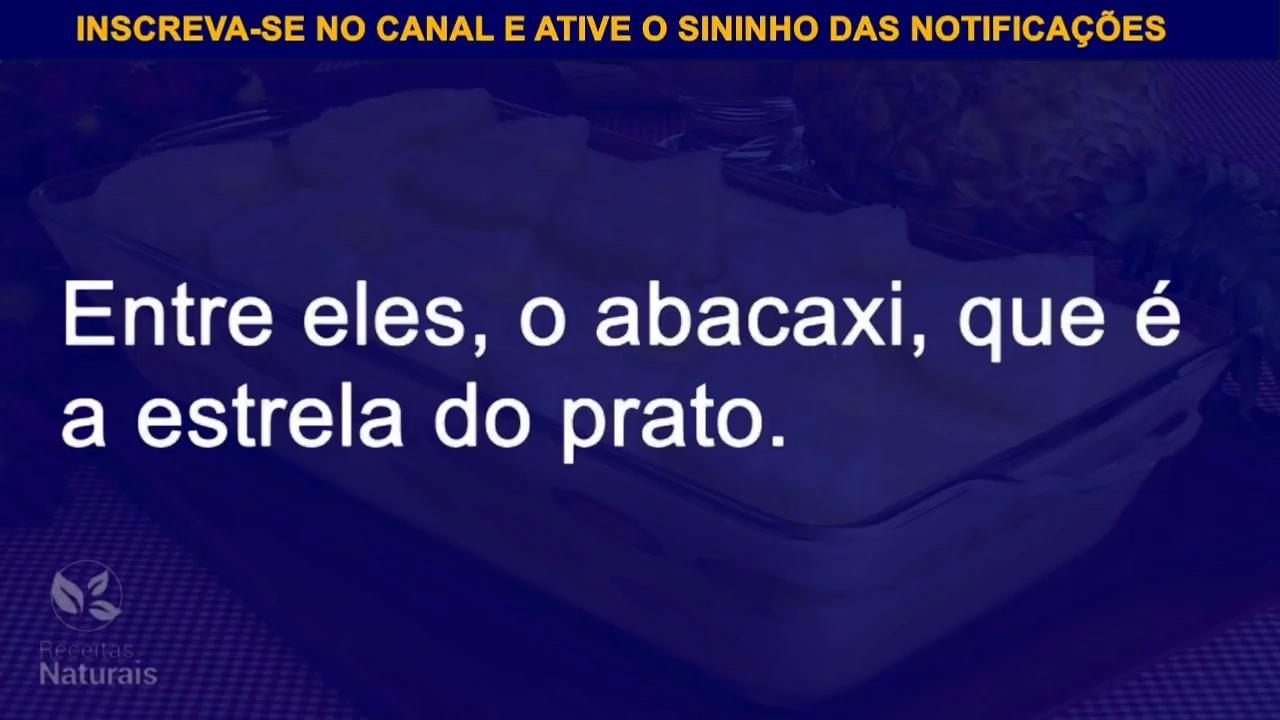 INSCREVA-SE NO CANAL E ATIVE O SININHO DAS NOTIFICAÇÕES
Entre eles, o abacaxi, que é
a estrela do prato.
Receitas
Naturais